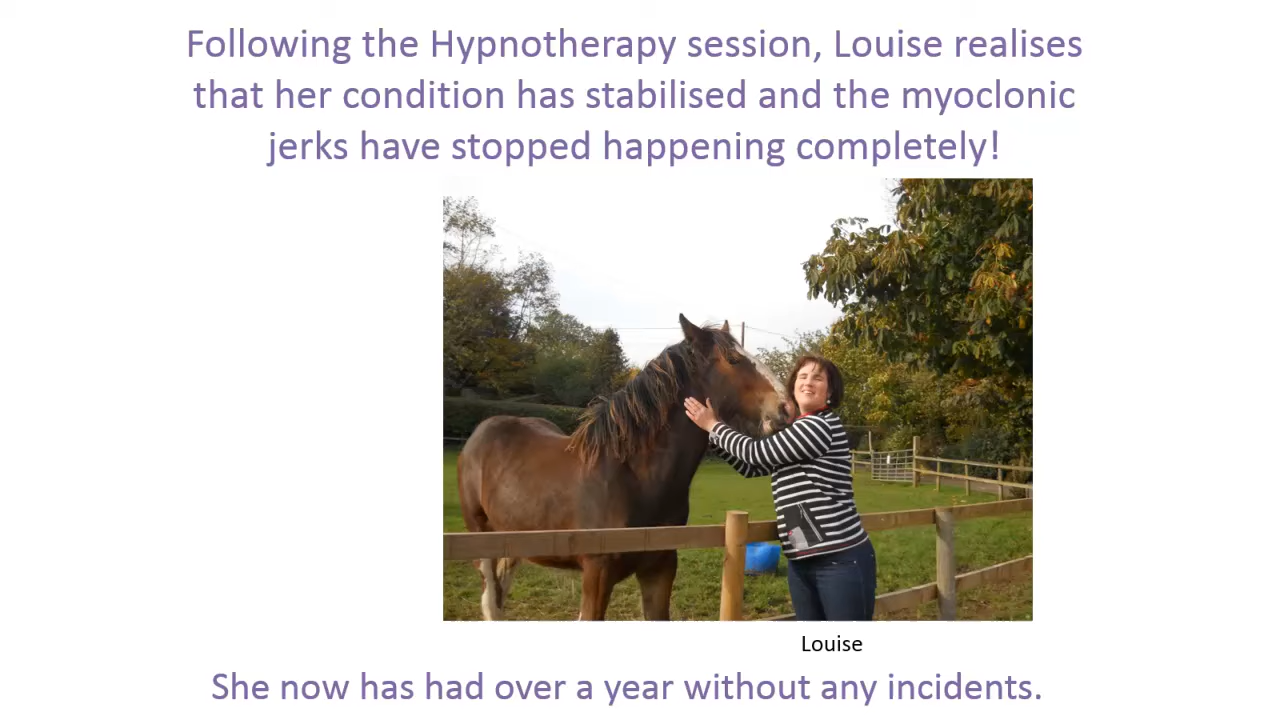 Following the Hypnotherapy session, Louise realises
that her condition has stabilised and the myoclonic
jerks have stopped happening completely!
Louise
She now has had over a year without any incidents.